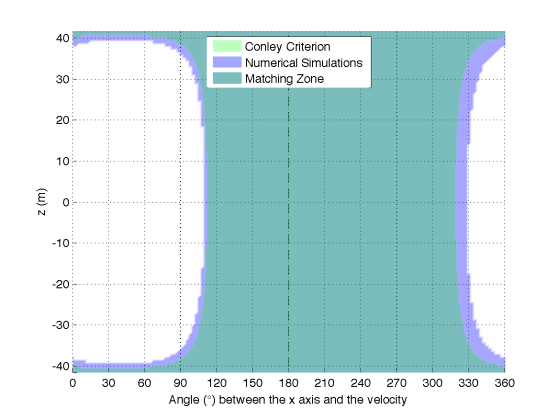 Conley Criterion
Numerical Simulations
Matching Zone
z (m)
40
30
20
10
0
-10
-20
-30
-40
0 30 60 90 120 150 180 210 240 270 300 330 360
Angle (°) between the x axis and the velocity